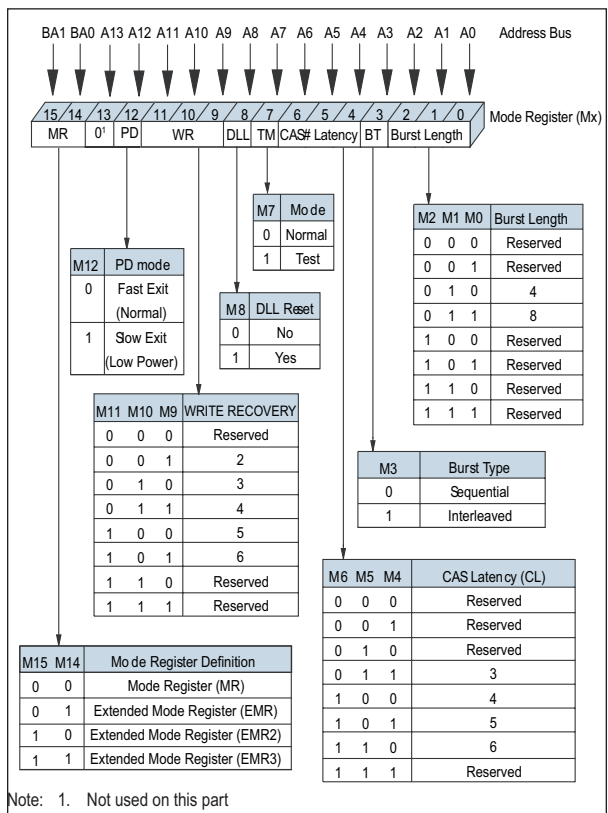 BA1 BA0 A13 A12 A11 A10 A9 A8 A7 A6 A5 A4 A3 A2 A1 A0 Address Bus
15 14 13 12 11 10 9 8 7 6 5 4 3 2 1 0 Mode Register (Mx)
MR 0¹ PD WR DLL TM CAS# Latency BT Burst Length
M7 Mode
0 Normal
1 Test
M2 M1 M0 Burst Length
0 0 0 Reserved
0 0 1 Reserved
0 1 0 4
0 1 1 8
1 0 0 Reserved
1 0 1 Reserved
1 1 0 Reserved
1 1 1 Reserved
M12 PD mode
0 Fast Exit
(Normal)
1 Slow Exit
(Low Power)
M8 DLL Reset
0 No
1 Yes
M11 M10 M9 WRITE RECOVERY
0 0 0 Reserved
0 0 1 2
0 1 0 3
0 1 1 4
1 0 0 5
1 0 1 6
1 1 0 Reserved
1 1 1 Reserved
M3 Burst Type
0 Sequential
1 Interleaved
M6 M5 M4 CAS Latency (CL)
0 0 0 Reserved
0 0 1 Reserved
0 1 0 Reserved
0 1 1 3
1 0 0 4
1 0 1 5
1 1 0 6
1 1 1 Reserved
M15 M14 Mode Register Definition
0 0 Mode Register (MR)
0 1 Extended Mode Register (EMR)
1 0 Extended Mode Register (EMR2)
1 1 Extended Mode Register (EMR3)
Note: 1. Not used on this part